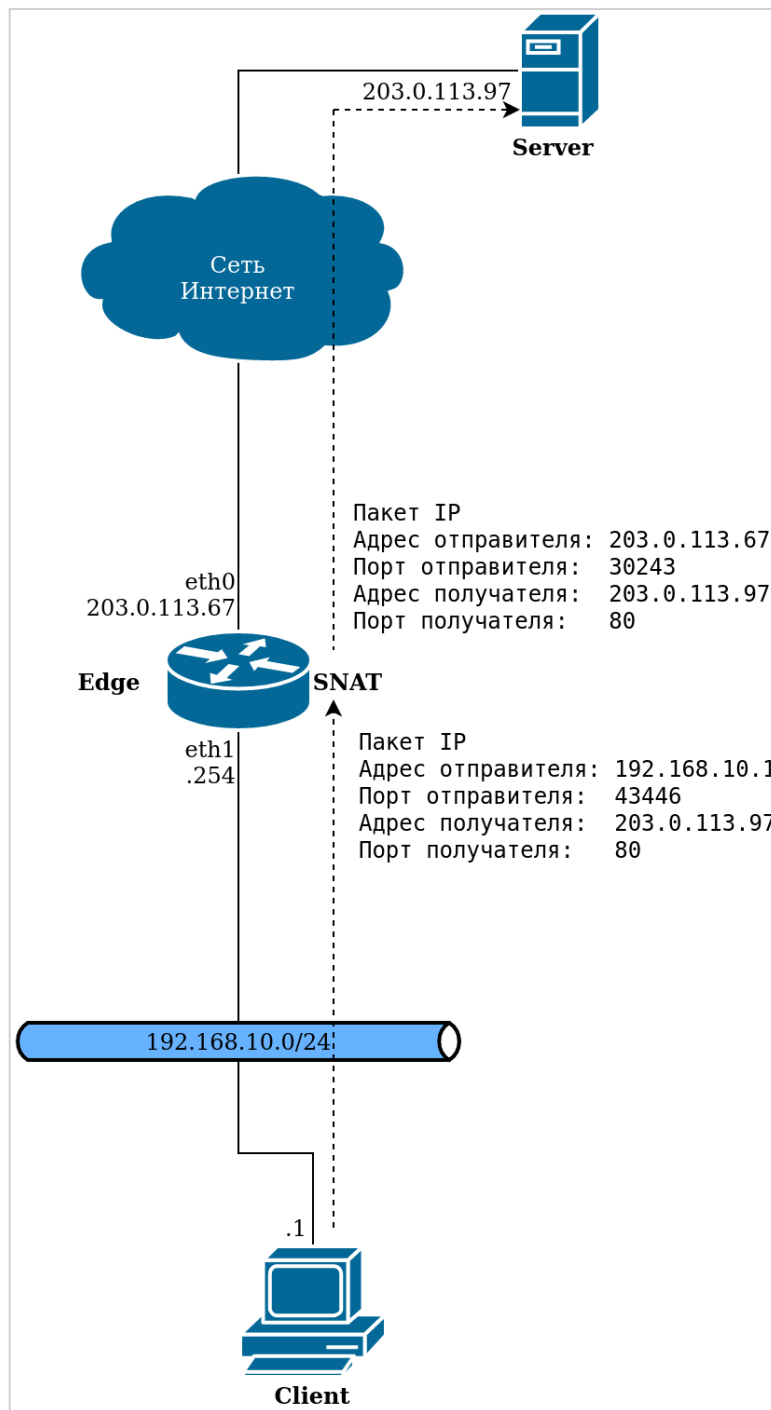 203.0.113.97
Server
Сеть
Интернет
Пакет IP
Адрес отправителя: 203.0.113.67
Порт отправителя: 30243
Адрес получателя: 203.0.113.97
Порт получателя: 80
eth0
203.0.113.67
Edge
SNAT
eth1
.254
Пакет IP
Адрес отправителя: 192.168.10.1
Порт отправителя: 43446
Адрес получателя: 203.0.113.97
Порт получателя: 80
192.168.10.0/24
.1
Client